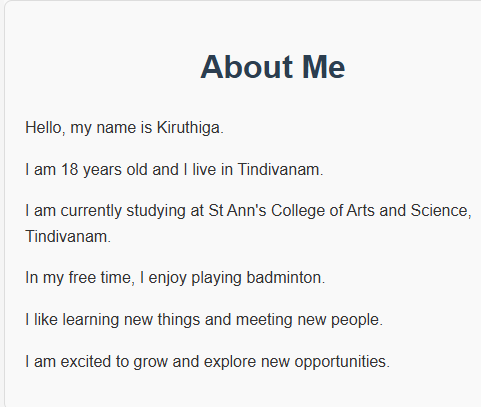 About Me
Hello, my name is Kiruthiga.
I am 18 years old and I live in Tindivanam.
I am currently studying at St Ann's College of Arts and Science,
Tindivanam.
In my free time, I enjoy playing badminton.
I like learning new things and meeting new people.
I am excited to grow and explore new opportunities.